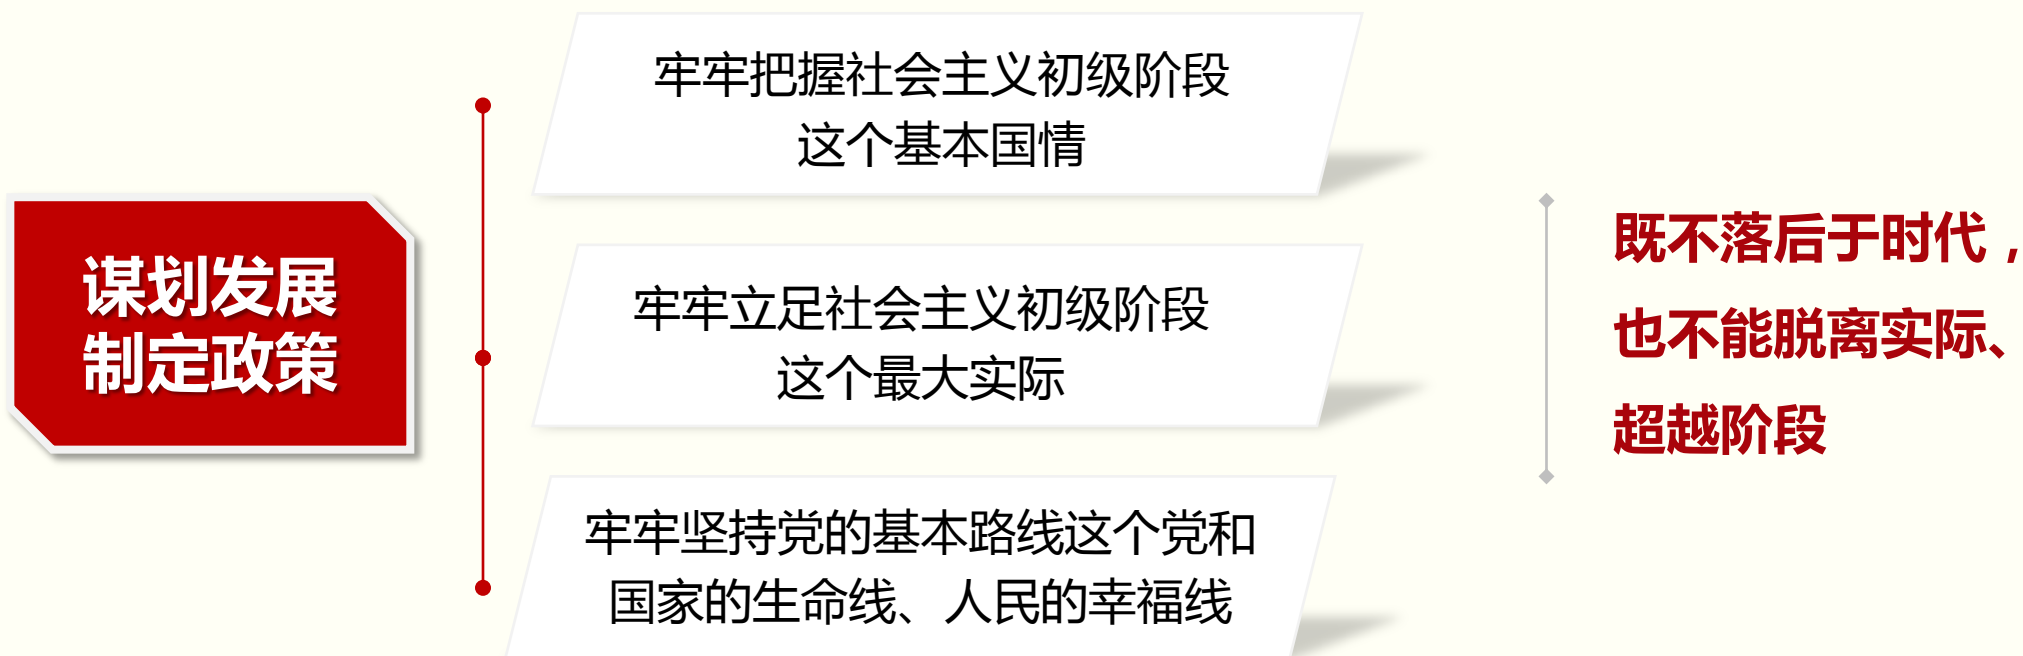 谋划发展
制定政策
牢牢把握社会主义初级阶段
这个基本国情
牢牢立足社会主义初级阶段
这个最大实际
牢牢坚持党的基本路线这个党和
国家的生命线、人民的幸福线
既不落后于时代，
也不能脱离实际、
超越阶段